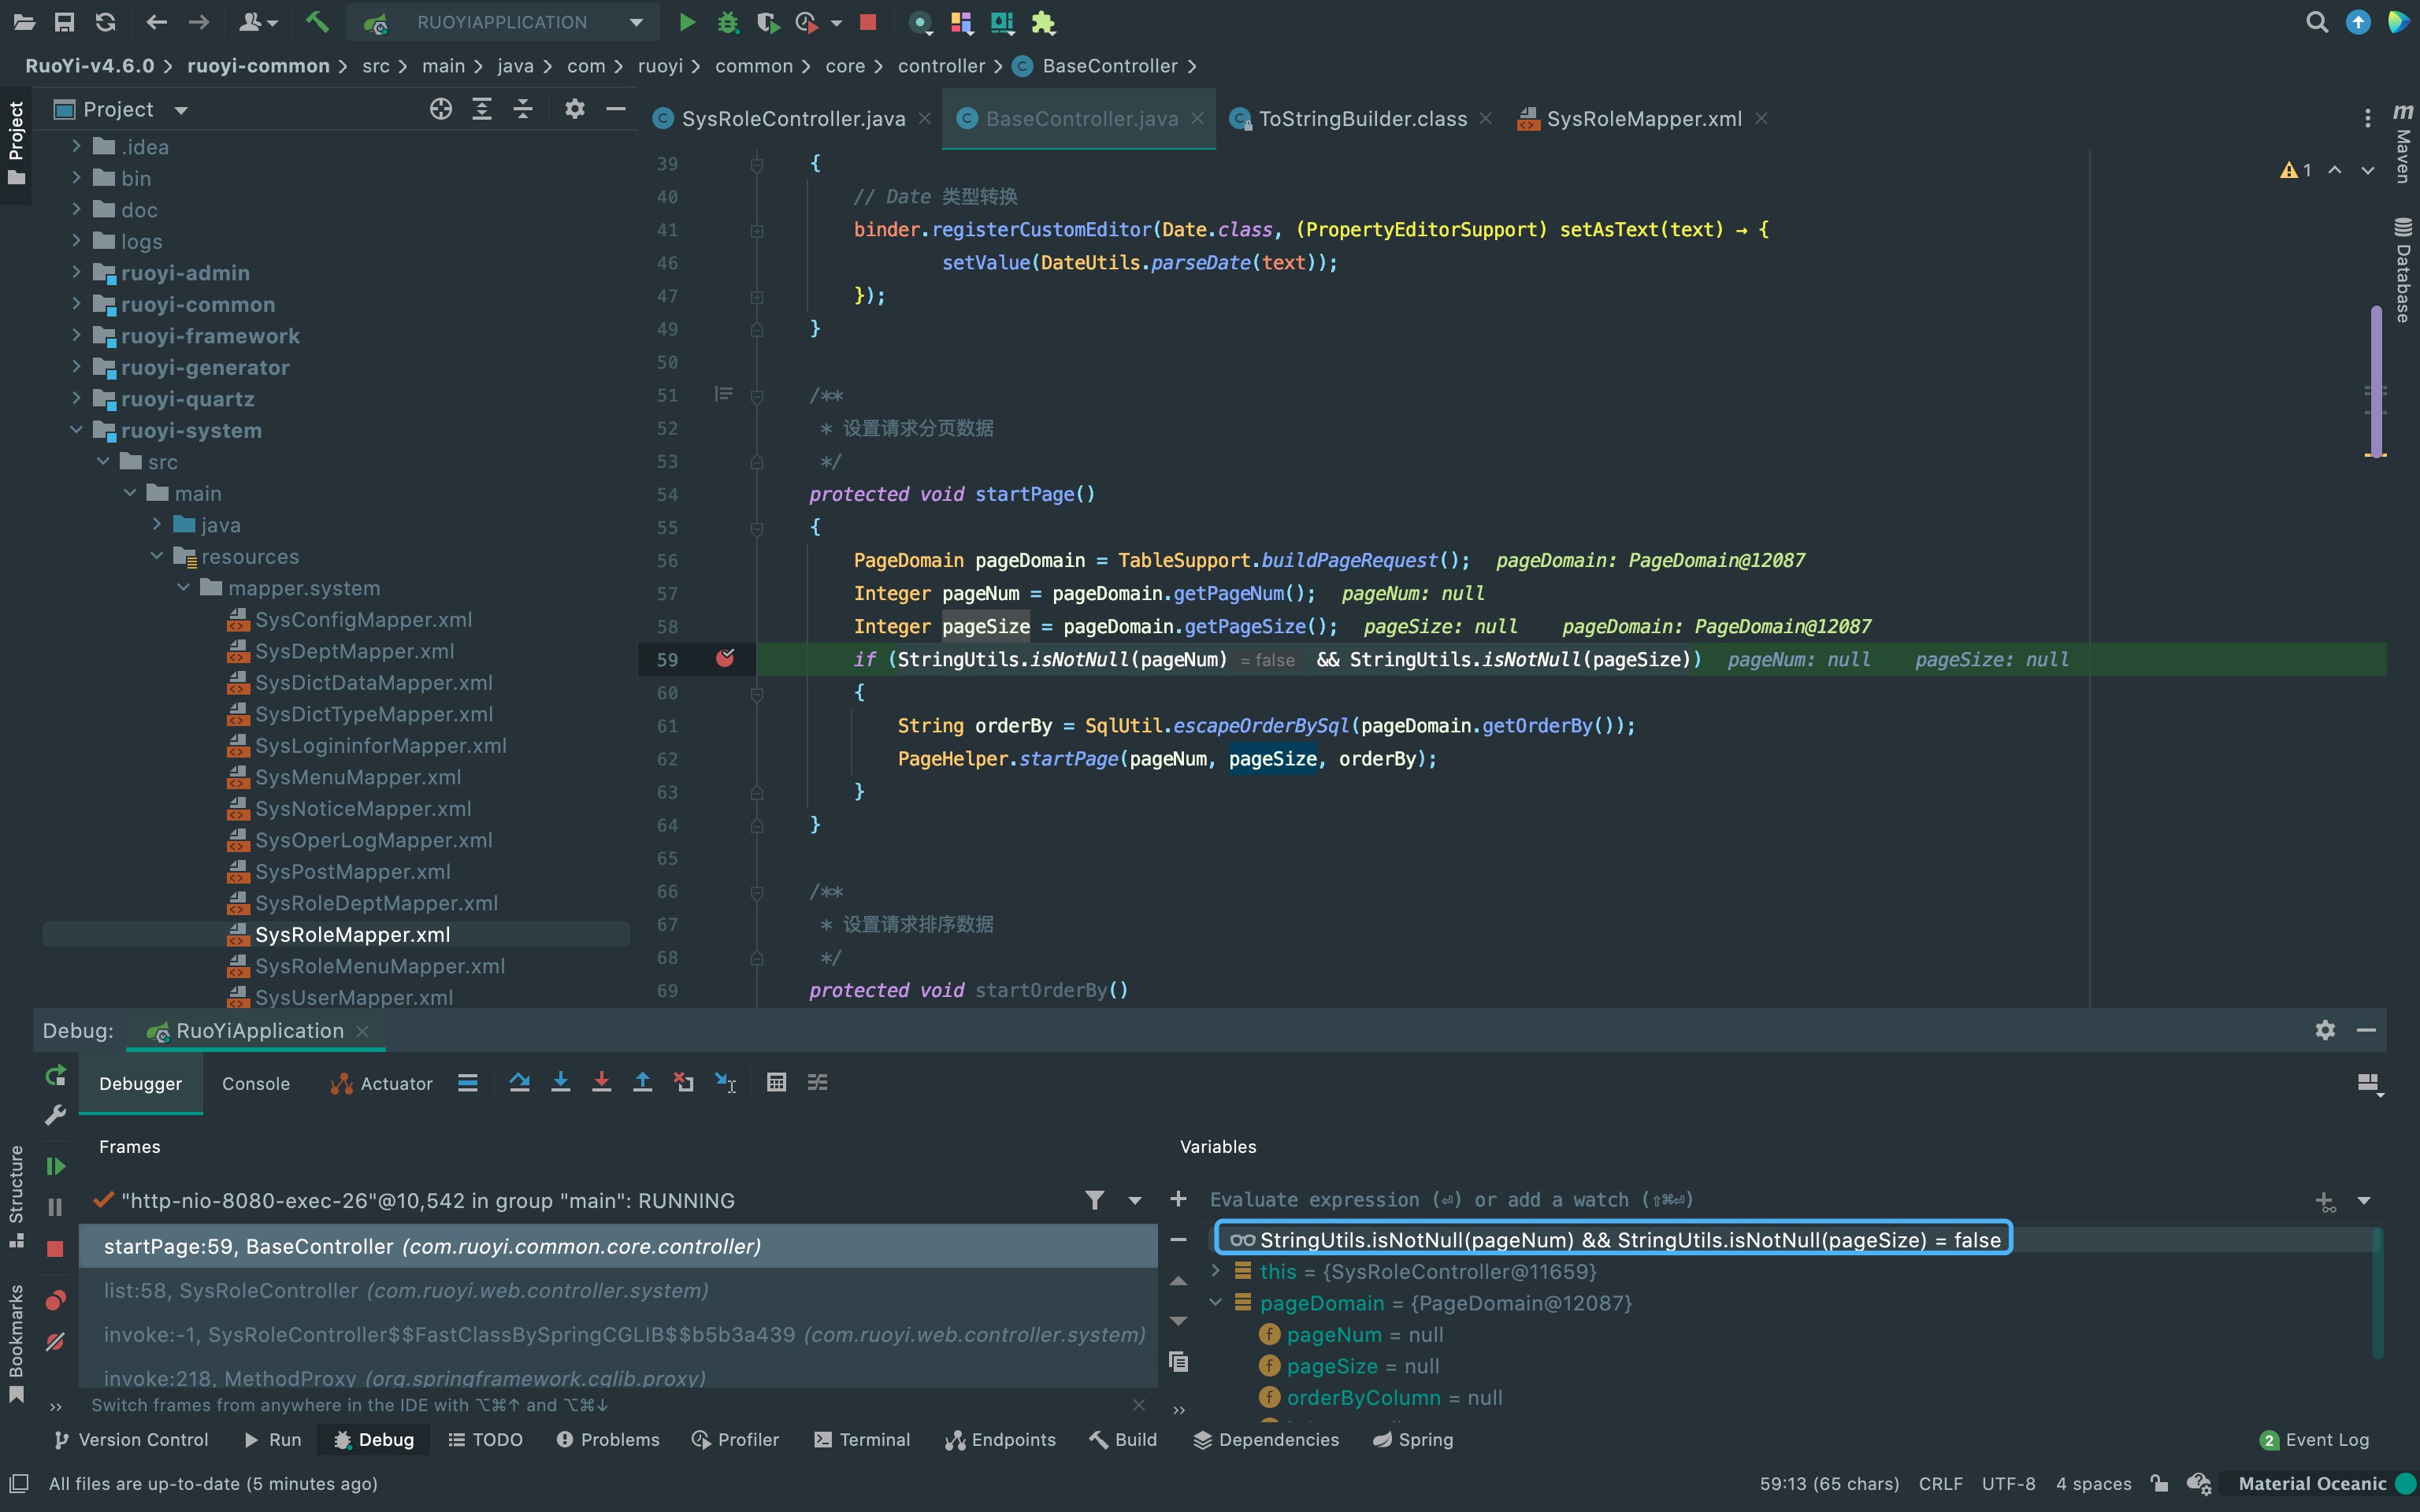 RUOYIAPPLICATION
RuoYi-v4.6.0 ruoyi-common src main java com ruoyi common core controller BaseController
Project
SysRoleController.java BaseController.java ToStringBuilder.class SysRoleMapper.xml
Project
Structure
Bookmarks
.idea
bin
doc
logs
ruoyi-admin
ruoyi-common
ruoyi-framework
ruoyi-generator
ruoyi-quartz
ruoyi-system
src
main
java
resources
mapper.system
SysConfigMapper.xml
SysDeptMapper.xml
SysDictDataMapper.xml
SysDictTypeMapper.xml
SysLogininforMapper.xml
SysMenuMapper.xml
SysNoticeMapper.xml
SysOperLogMapper.xml
SysPostMapper.xml
SysRoleDeptMapper.xml
SysRoleMapper.xml
SysRoleMenuMapper.xml
SysUserMapper.xml
39 {
40 // Date 类型转换
41 binder.registerCustomEditor(Date.class, (PropertyEditorSupport) setAsText(text) → {
46 setValue(DateUtils.parseDate(text));
47 });
49 }
50
51 /**
52 * 设置请求分页数据
53 */
54 protected void startPage()
55 {
56 PageDomain pageDomain = TableSupport.buildPageRequest(); pageDomain: PageDomain@12087
57 Integer pageNum = pageDomain.getPageNum(); pageNum: null
58 Integer pageSize = pageDomain.getPageSize(); pageSize: null pageDomain: PageDomain@12087
59 if (StringUtils.isNotNull(pageNum) = false && StringUtils.isNotNull(pageSize)) pageNum: null pageSize: null
60 {
61 String orderBy = SqlUtil.escapeOrderBySql(pageDomain.getOrderBy());
62 PageHelper.startPage(pageNum, pageSize, orderBy);
63 }
64 }
65
66 /**
67 * 设置请求排序数据
68 */
69 protected void startOrderBy()
1
m
Maven
Database
Debug: RuoYiApplication
Debugger Console Actuator
Frames
"http-nio-8080-exec-26"@10,542 in group "main": RUNNING
startPage:59, BaseController (com.ruoyi.common.core.controller)
list:58, SysRoleController (com.ruoyi.web.controller.system)
invoke:-1, SysRoleController$$FastClassBySpringCGLIB$$b5b3a439 (com.ruoyi.web.controller.system)
invoke:218, MethodProxy (org.springframework.cglib.proxy)
Switch frames from anywhere in the IDE with ⌥⌘↑ and ⌥⌘↓
Variables
Evaluate expression (⏎) or add a watch (⇧⌘⏎)
StringUtils.isNotNull(pageNum) && StringUtils.isNotNull(pageSize) = false
this = {SysRoleController@11659}
pageDomain = {PageDomain@12087}
pageNum = null
pageSize = null
orderByColumn = null
Version Control Run Debug TODO Problems Profiler Terminal Endpoints Build Dependencies Spring 2 Event Log
All files are up-to-date (5 minutes ago) 59:13 (65 chars) CRLF UTF-8 4 spaces Material Oceanic